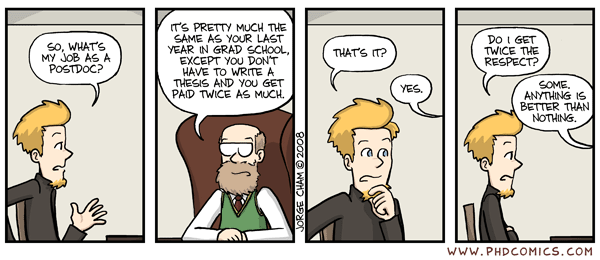 SO, WHAT'S
MY JOB AS A
POSTDOC?
IT'S PRETTY MUCH THE
SAME AS YOUR LAST
YEAR IN GRAD SCHOOL,
EXCEPT YOU DON'T
HAVE TO WRITE A
THESIS AND YOU GET
PAID TWICE AS MUCH.
JORGE CHAM © 2008
THAT'S IT?
YES.
DO I GET
TWICE THE
RESPECT?
SOME.
ANYTHING IS
BETTER THAN
NOTHING.
WWW.PHDCOMICS.COM